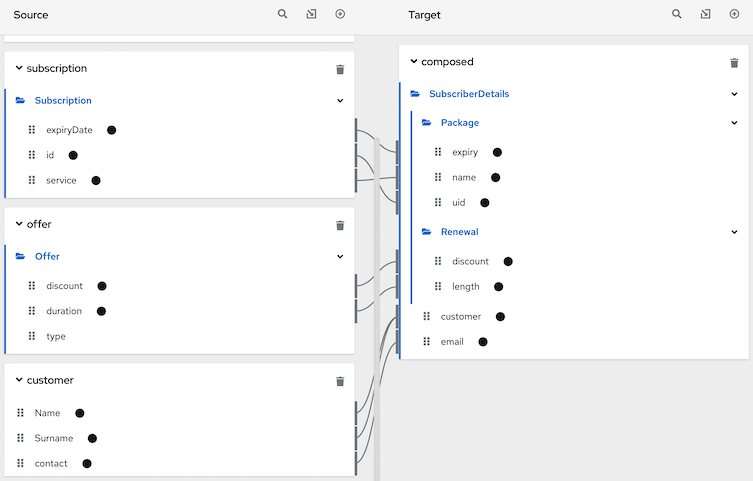 Source
subscription
Subscription
expiryDate
id
service
offer
Offer
discount
duration
type
customer
Name
Surname
contact
Target
composed
SubscriberDetails
Package
expiry
name
uid
Renewal
discount
length
customer
email